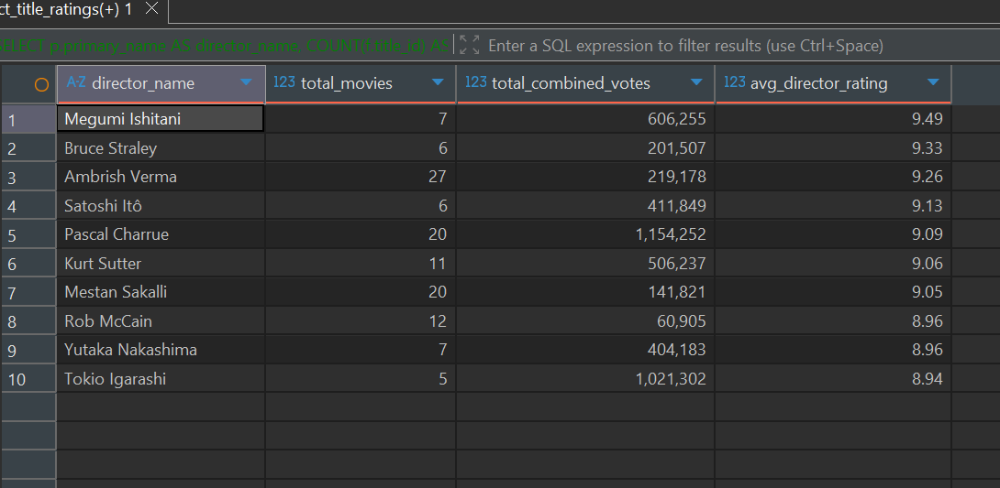 ct_title_ratings(+) 1
SELECT p.primary_name AS director_name, COUNT(f.title_id) AS Enter a SQL expression to filter results (use Ctrl+Space)
A-Z director_name 123 total_movies 123 total_combined_votes 123 avg_director_rating
1 Megumi Ishitani 7 606,255 9.49
2 Bruce Straley 6 201,507 9.33
3 Ambrish Verma 27 219,178 9.26
4 Satoshi Itô 6 411,849 9.13
5 Pascal Charrue 20 1,154,252 9.09
6 Kurt Sutter 11 506,237 9.06
7 Mestan Sakalli 20 141,821 9.05
8 Rob McCain 12 60,905 8.96
9 Yutaka Nakashima 7 404,183 8.96
10 Tokio Igarashi 5 1,021,302 8.94